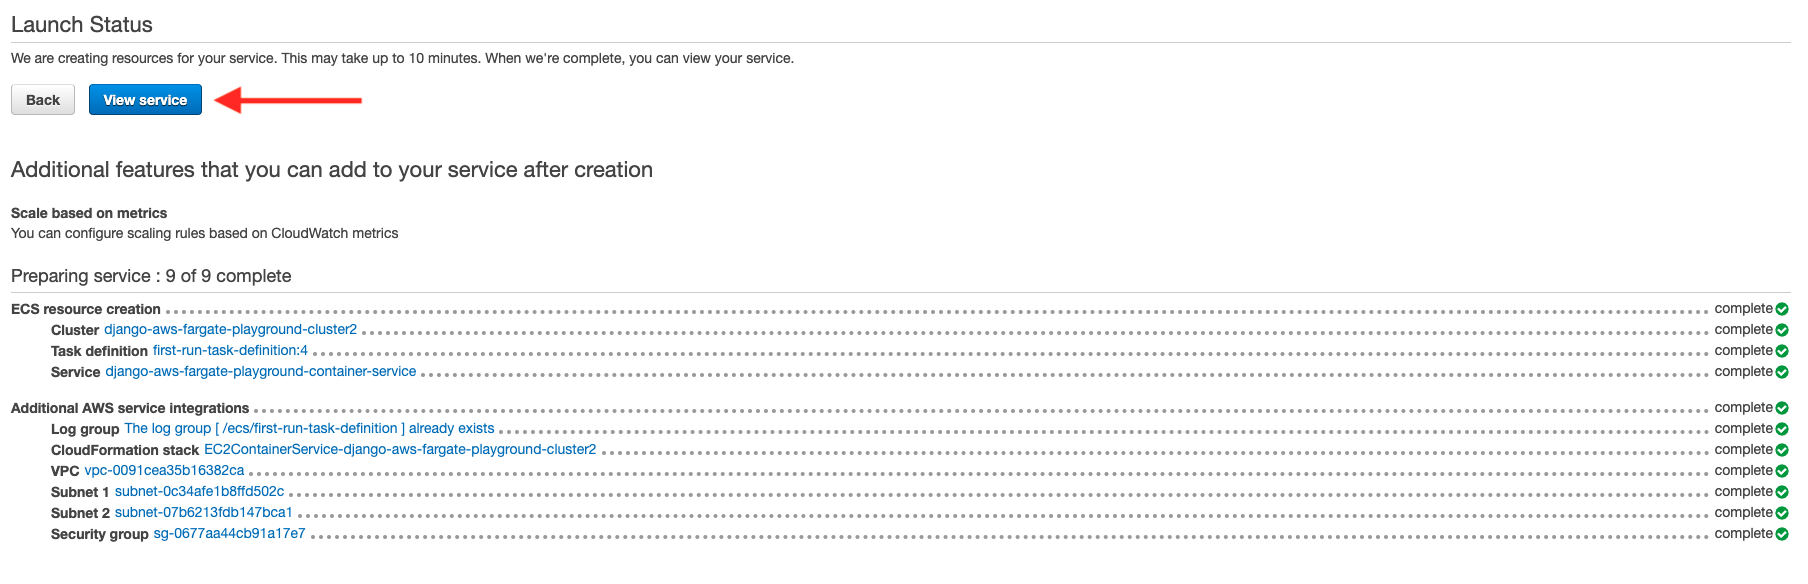 Launch Status
We are creating resources for your service. This may take up to 10 minutes. When we're complete, you can view your service.
Back View service
Additional features that you can add to your service after creation
Scale based on metrics
You can configure scaling rules based on CloudWatch metrics
Preparing service : 9 of 9 complete
ECS resource creation complete
Cluster django-aws-fargate-playground-cluster2 complete
Task definition first-run-task-definition:4 complete
Service django-aws-fargate-playground-container-service complete
Additional AWS service integrations complete
Log group The log group [ /ecs/first-run-task-definition ] already exists complete
CloudFormation stack EC2ContainerService-django-aws-fargate-playground-cluster2 complete
VPC vpc-0091cea35b16382ca complete
Subnet 1 subnet-0c34afe1b8ffd502c complete
Subnet 2 subnet-07b6213fdb147bca1 complete
Security group sg-0677aa44cb91a17e7 complete